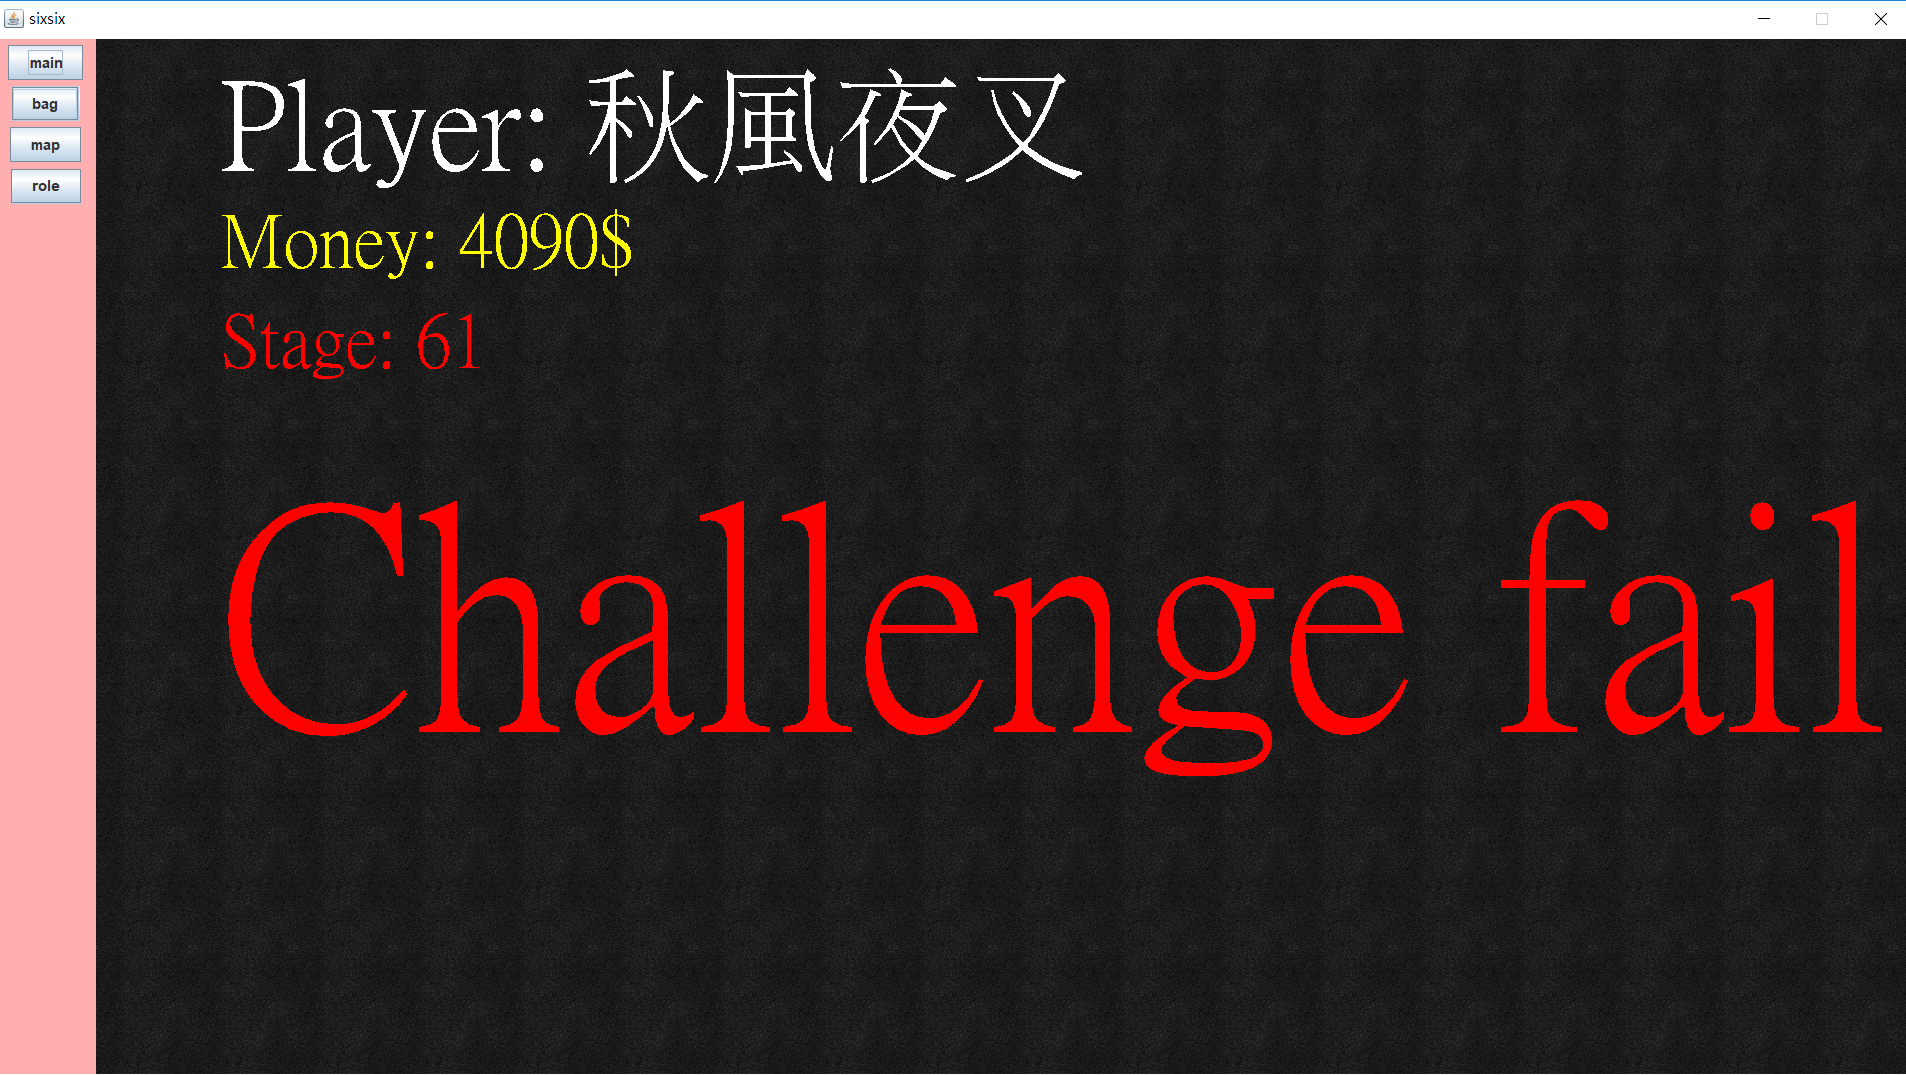 sixsix
main
bag
map
role
Player: 秋風夜叉
Money: 4090$
Stage: 61
Challenge fail